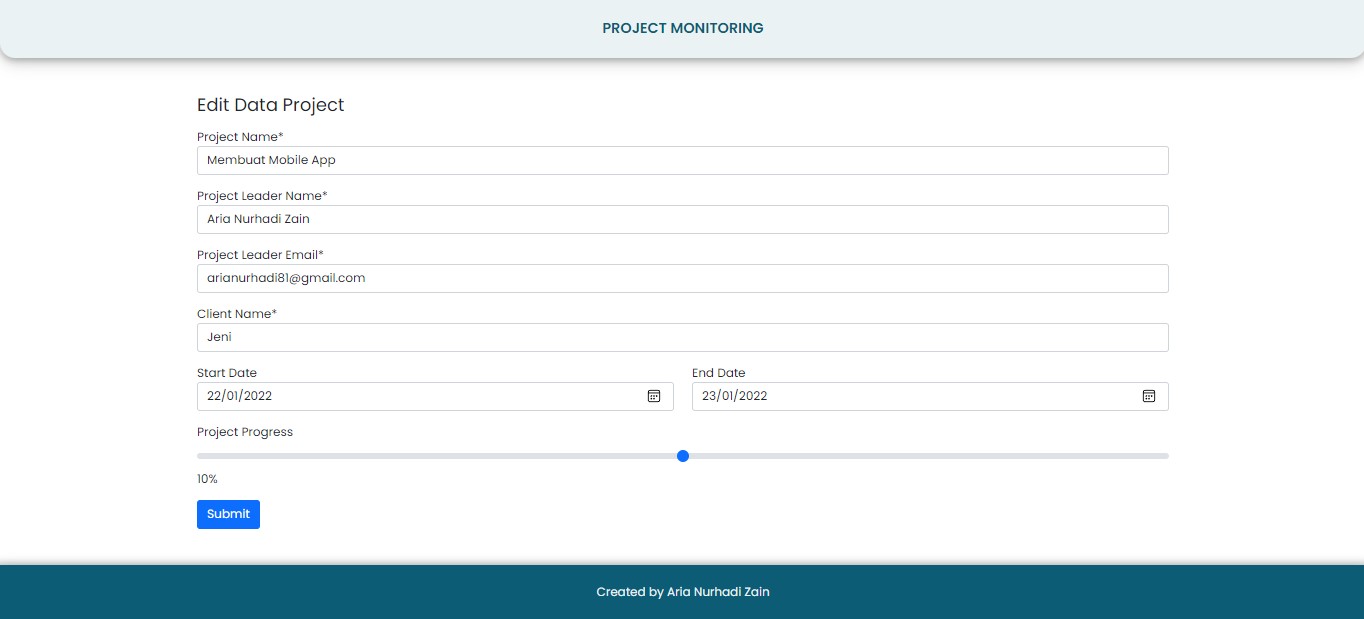 PROJECT MONITORING
Edit Data Project
Project Name*
Membuat Mobile App
Project Leader Name*
Aria Nurhadi Zain
Project Leader Email*
arianurhadi81@gmail.com
Client Name*
Jeni
Start Date
22/01/2022
End Date
23/01/2022
Project Progress
10%
Submit
Created by Aria Nurhadi Zain